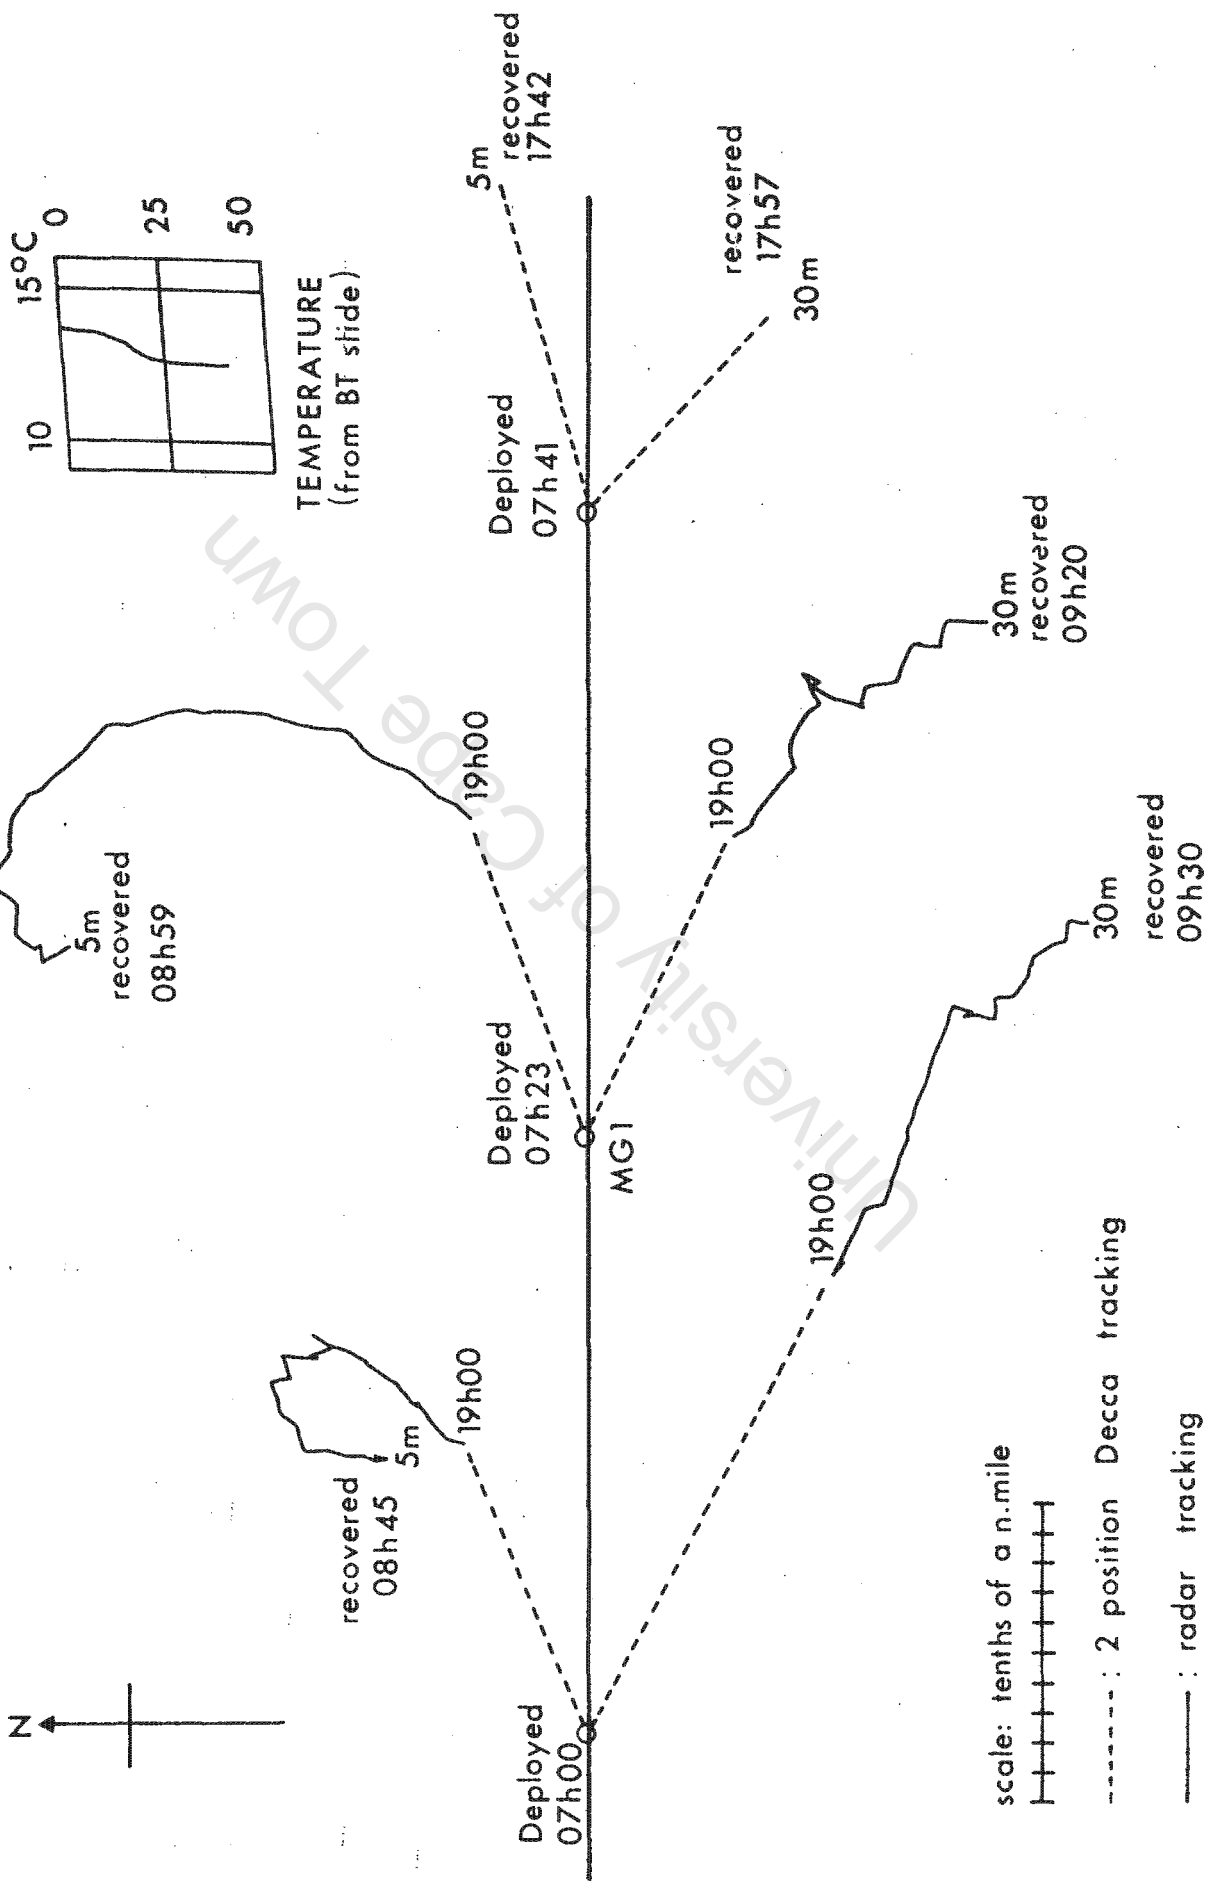 N
10
15°C
0
25
50
TEMPERATURE
(from BT slide)
5m
recovered
08h59
recovered
08h45
5m
19h00
19h00
5m
recovered
17h42
Deployed
07h00
Deployed
07h23
MG1
Deployed
07h41
recovered
17h57
30m
19h00
19h00
30m
recovered
09h20
30m
recovered
09h30
scale: tenths of a n.mile
------: 2 position Decca tracking
——: radar tracking
University of Cape Town